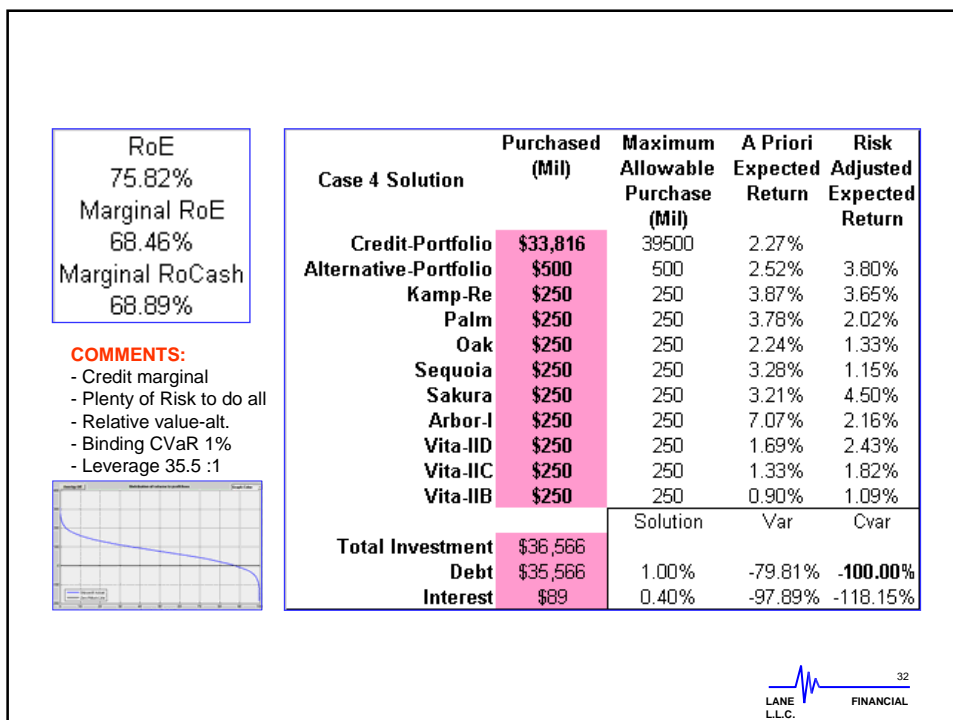 RoE
75.82%
Marginal RoE
68.46%
Marginal RoCash
68.89%
COMMENTS:
- Credit marginal
- Plenty of Risk to do all
- Relative value-alt.
- Binding CVaR 1%
- Leverage 35.5 :1
Case 4 Solution Purchased (Mil) Maximum Allowable Purchase (Mil) A Priori Expected Return Risk Adjusted Expected Return
Credit-Portfolio $33,816 39500 2.27%
Alternative-Portfolio $500 500 2.52% 3.80%
Kamp-Re $250 250 3.87% 3.65%
Palm $250 250 3.78% 2.02%
Oak $250 250 2.24% 1.33%
Sequoia $250 250 3.28% 1.15%
Sakura $250 250 3.21% 4.50%
Arbor-I $250 250 7.07% 2.16%
Vita-IID $250 250 1.69% 2.43%
Vita-IIC $250 250 1.33% 1.82%
Vita-IIB $250 250 0.90% 1.09%
Solution Var Cvar
Total Investment $36,566
Debt $35,566 1.00% -79.81% -100.00%
Interest $89 0.40% -97.89% -118.15%
32
LANE FINANCIAL
L.L.C.